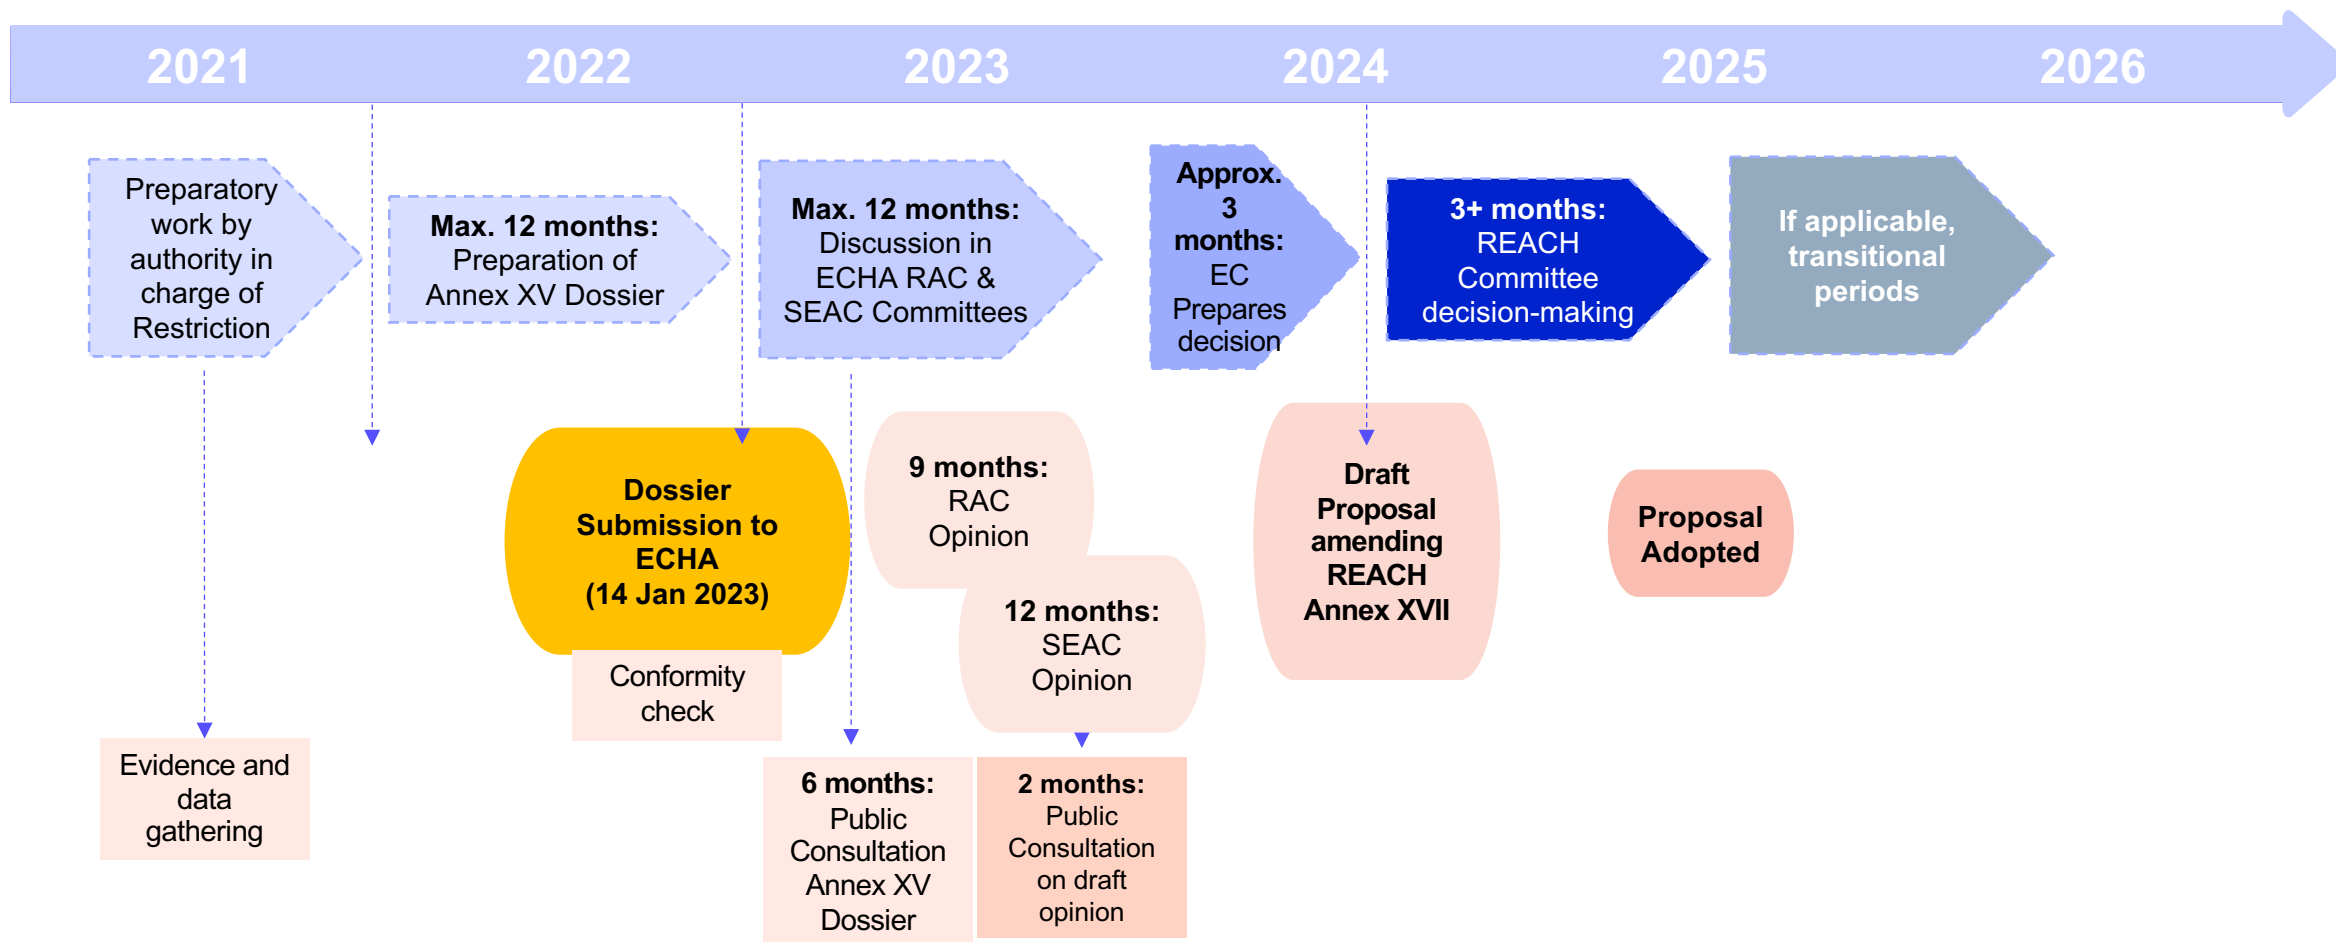 2021
2022
2023
2024
2025
2026
Preparatory
work by
authority in
charge of
Restriction
Max. 12 months:
Preparation of
Annex XV Dossier
Max. 12 months:
Discussion in
ECHA RAC &
SEAC Committees
Approx.
3
months:
EC
Prepares
decision
3+ months:
REACH
Committee
decision-making
If applicable,
transitional
periods
Dossier
Submission to
ECHA
(14 Jan 2023)
Conformity
check
9 months:
RAC
Opinion
12 months:
SEAC
Opinion
Draft
Proposal
amending
REACH
Annex XVII
Proposal
Adopted
Evidence and
data
gathering
6 months:
Public
Consultation
Annex XV
Dossier
2 months:
Public
Consultation
on draft
opinion